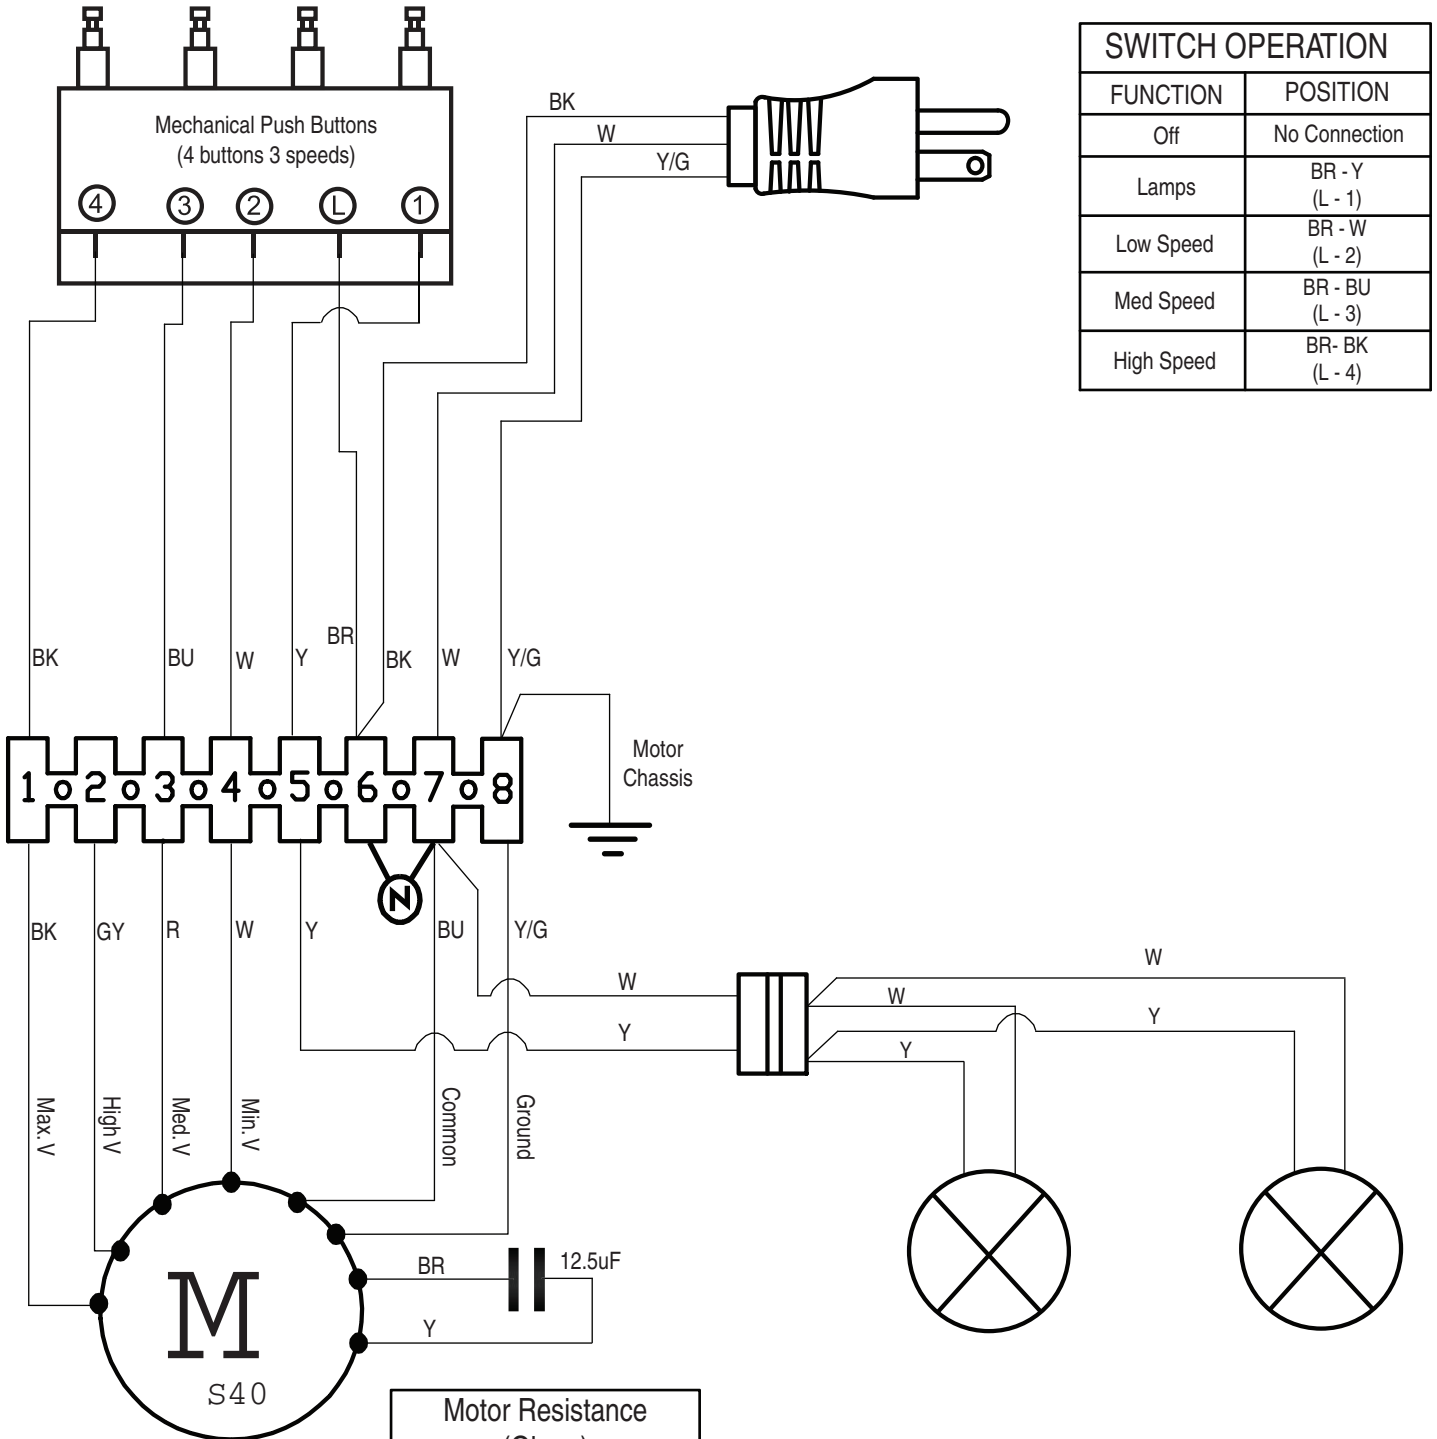 SWITCH OPERATION
FUNCTION POSITION
Off No Connection
Lamps BR - Y
(L - 1)
Low Speed BR - W
(L - 2)
Med Speed BR - BU
(L - 3)
High Speed BR- BK
(L - 4)
Mechanical Push Buttons
(4 buttons 3 speeds)
4 3 2 L 1
BK
W
Y/G
BK BU W Y BR BK W Y/G
1 2 3 4 5 6 7 8
Motor
Chassis
N
BK GY R W Y BU Y/G
W
Y
W
W
Y
Y
Max. V
High V
Med. V
Min. V
Common
Ground
BR
12.5uF
Y
M
S40
Motor Resistance